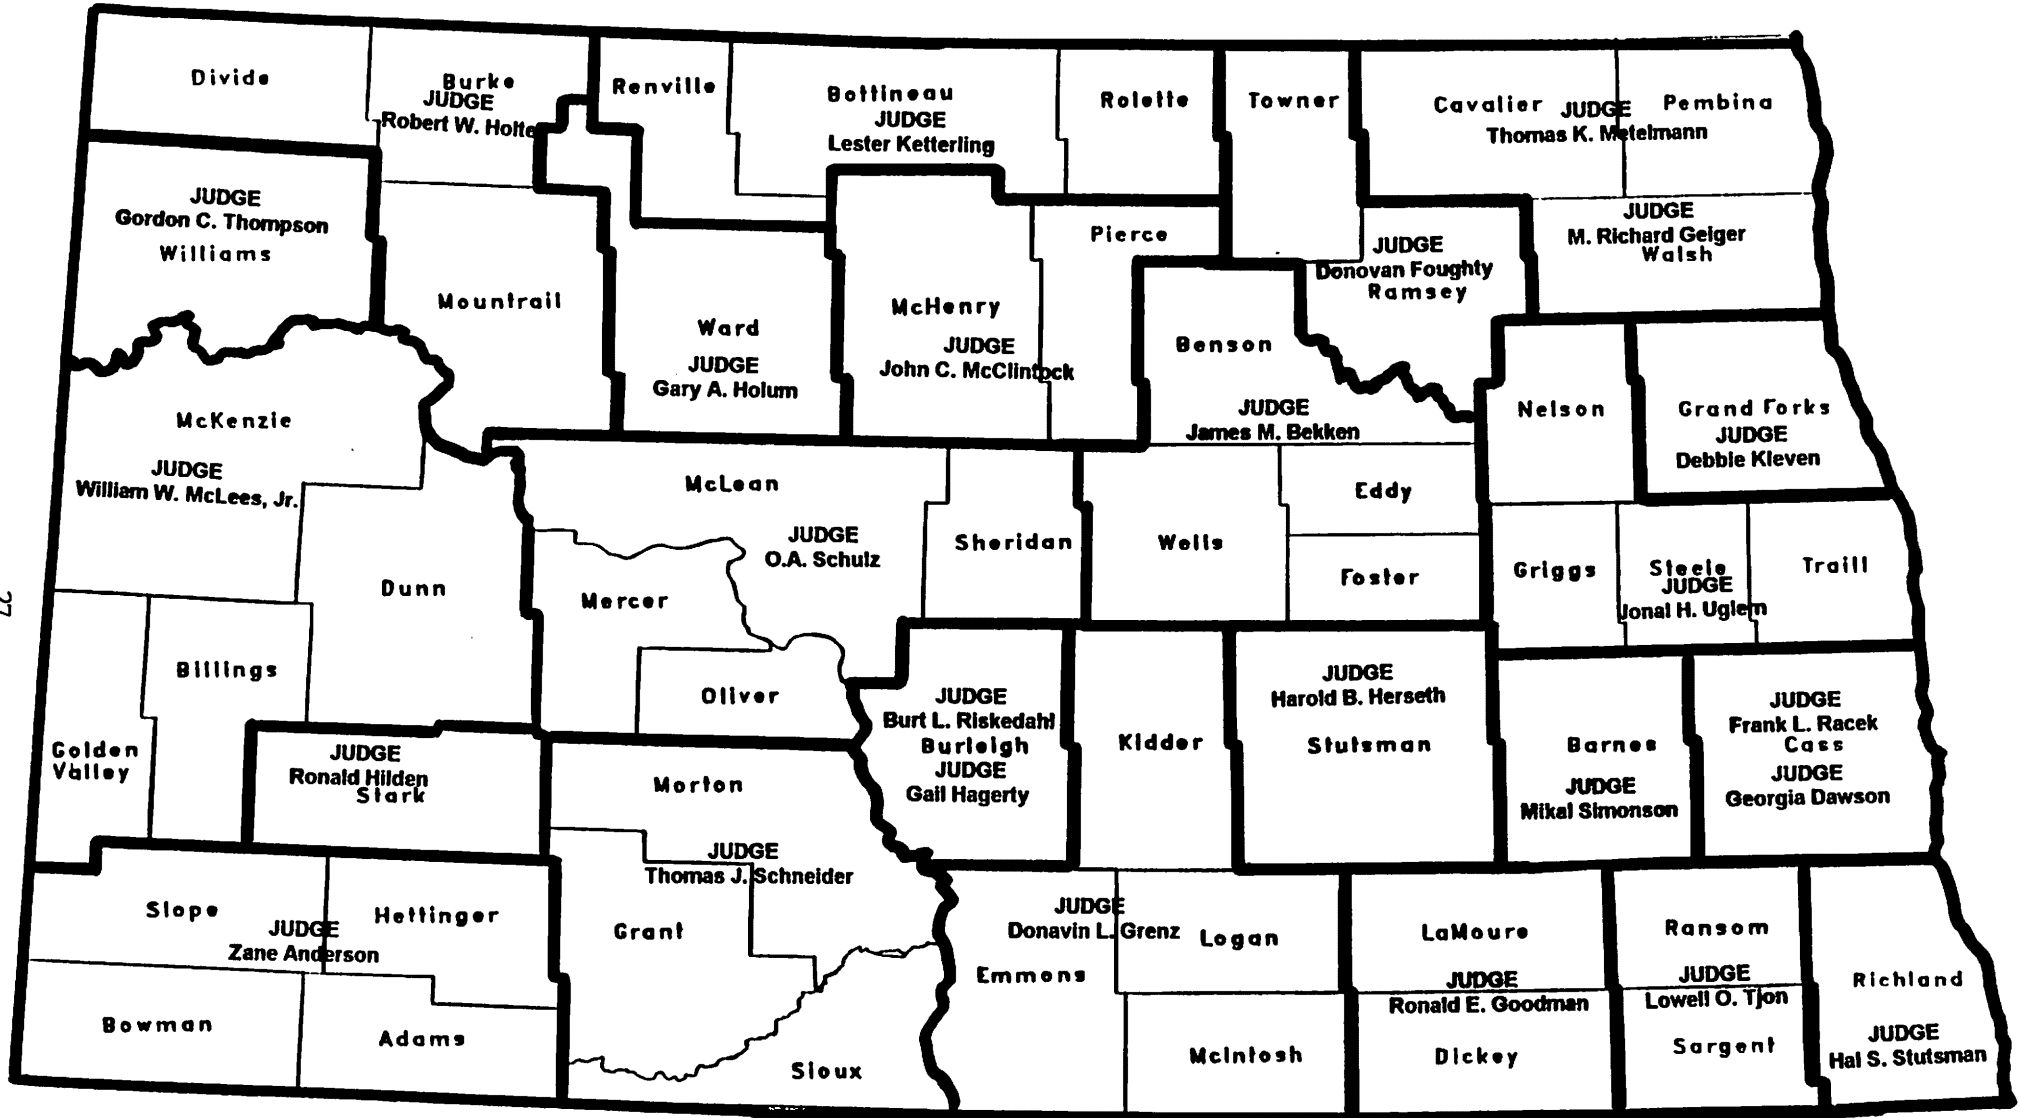 Divide
Burke
JUDGE
Robert W. Holte
Renville
Bottineau
JUDGE
Lester Ketterling
Rolette
Towner
Cavalier
JUDGE
Thomas K. Metelmann
Pembina
JUDGE
Gordon C. Thompson
Williams
Mountrail
Ward
JUDGE
Gary A. Holum
McHenry
JUDGE
John C. McClintock
Pierce
Benson
JUDGE
James M. Bekken
JUDGE
Donovan Foughty
Ramsey
JUDGE
M. Richard Geiger
Walsh
Nelson
Grand Forks
JUDGE
Debbie Kleven
McKenzie
JUDGE
William W. McLees, Jr.
Dunn
McLean
JUDGE
O.A. Schulz
Mercer
Oliver
Sheridan
Wells
Eddy
Foster
Griggs
Steele
JUDGE
Jonal H. Uglem
Traill
27
Golden
Valley
Billings
JUDGE
Ronald Hilden
Stark
Morton
JUDGE
Thomas J. Schneider
Grant
Sioux
JUDGE
Burt L. Riskedahl
Burleigh
JUDGE
Gail Hagerty
Kidder
JUDGE
Harold B. Herseth
Stutsman
Barnes
JUDGE
Mikal Simonson
JUDGE
Frank L. Racek
Cass
JUDGE
Georgia Dawson
Slope
Hettinger
JUDGE
Zane Anderson
Bowman
Adams
JUDGE
Donavin L. Grenz
Emmons
Logan
McIntosh
LaMoure
JUDGE
Ronald E. Goodman
Dickey
Ransom
JUDGE
Lowell O. Tjon
Sargent
Richland
JUDGE
Hal S. Stutsman